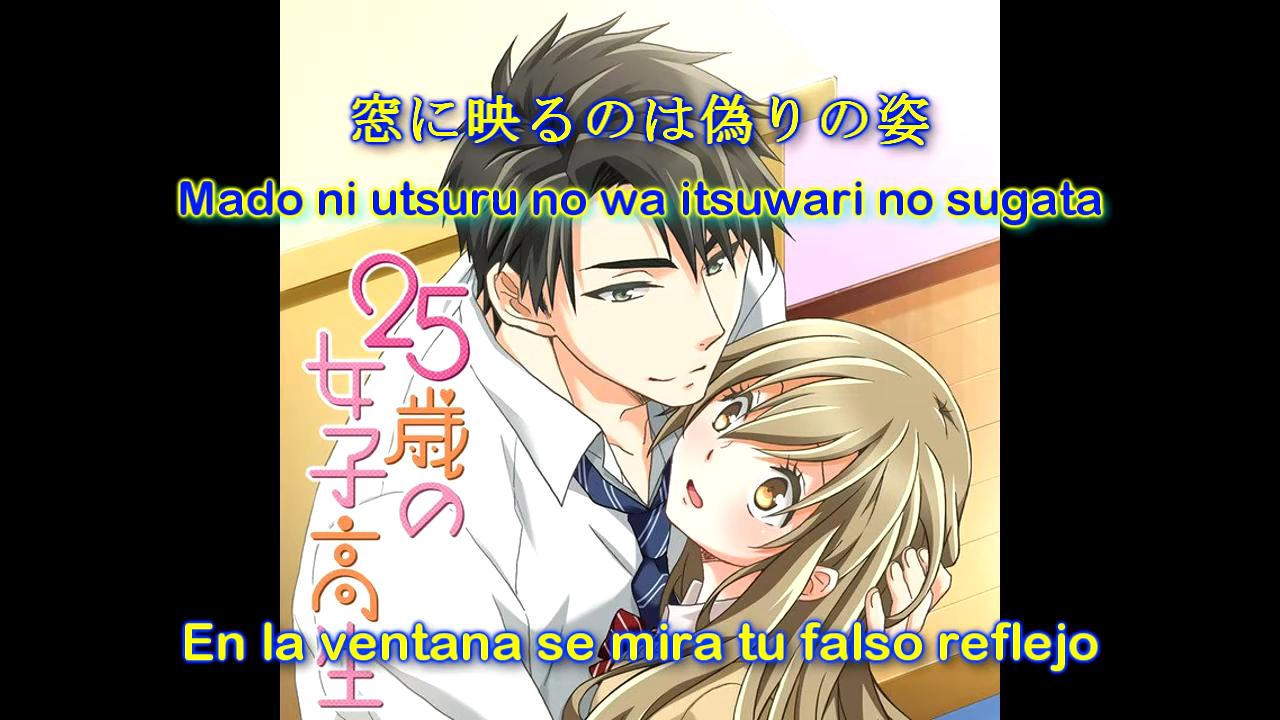 窓に映るのは偽りの姿
Mado ni utsuru no wa itsuwari no sugata
25歳の
女子高生
En la ventana se mira tu falso reflejo